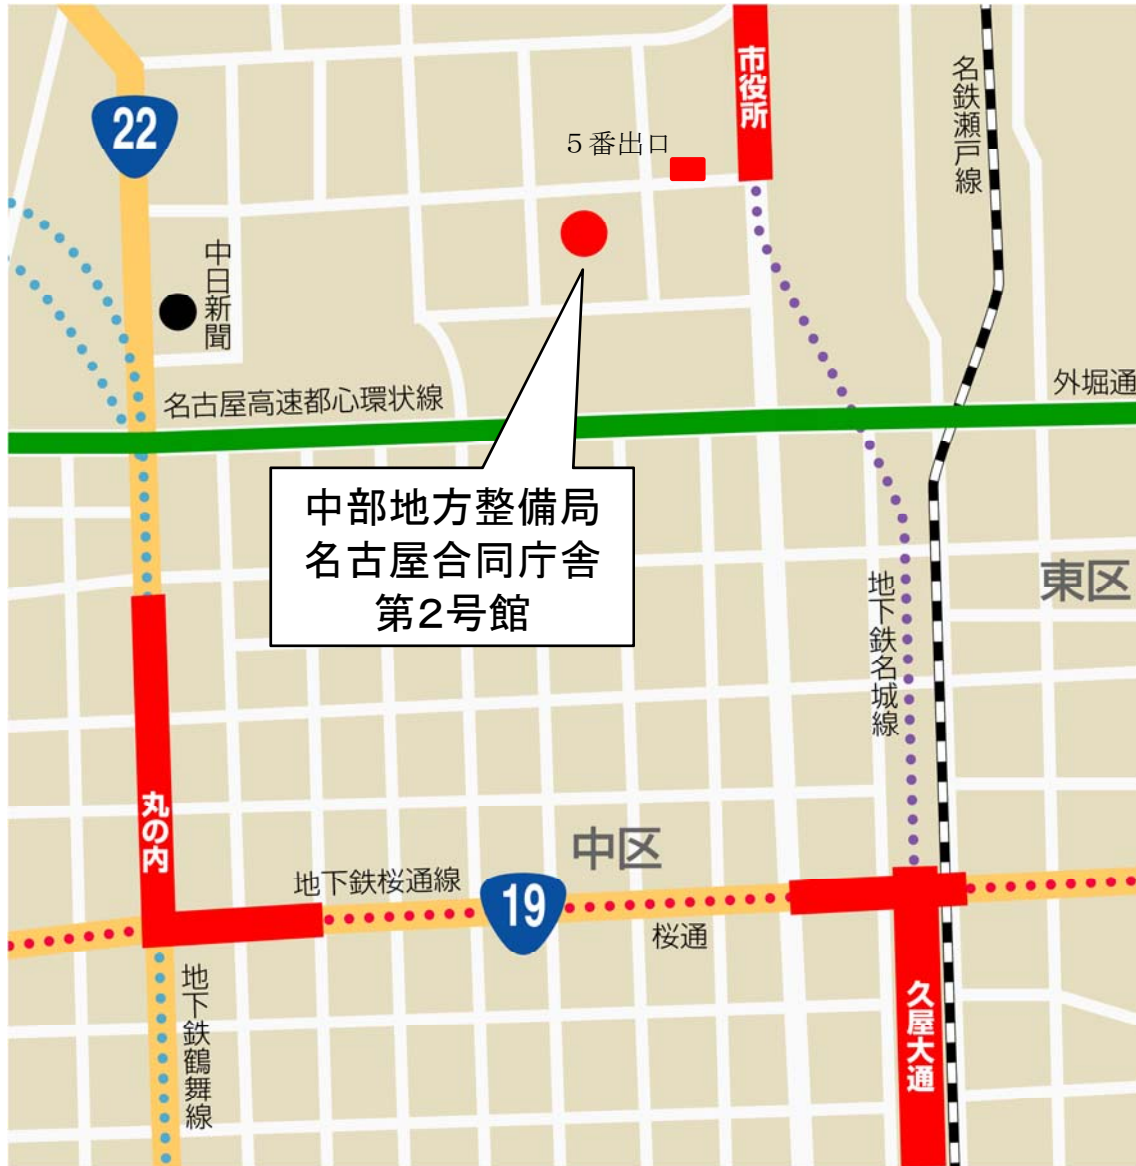 市役所
名鉄瀬戸線
22
５番出口
中日新聞
名古屋高速都心環状線
外堀通
中部地方整備局
名古屋合同庁舎
第2号館
東区
地下鉄名城線
丸の内
中区
地下鉄桜通線
19
桜通
地下鉄鶴舞線
久屋大通